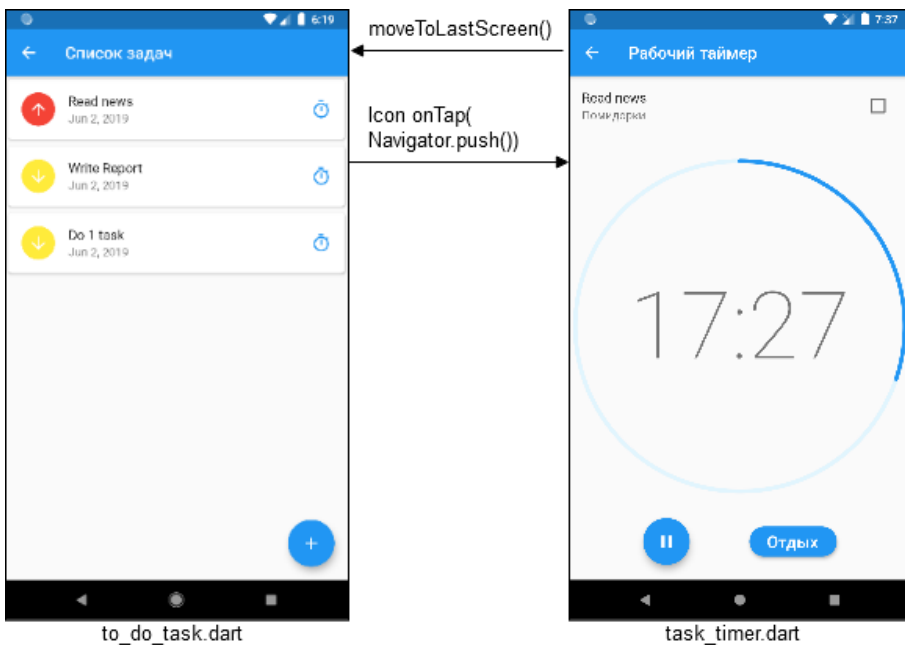 6:19
Список задач
Read news
Jun 2, 2019
Write Report
Jun 2, 2019
Do 1 task
Jun 2, 2019
+
to_do_task.dart
moveToLastScreen()
Icon onTap(
Navigator.push())
7:37
Рабочий таймер
Read news
Помидорки
17:27
Отдых
task_timer.dart